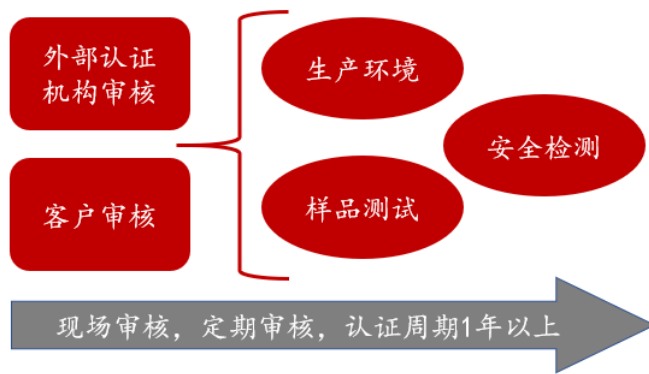 外部认证
机构审核
客户审核
生产环境
样品测试
安全检测
现场审核，定期审核，认证周期1年以上